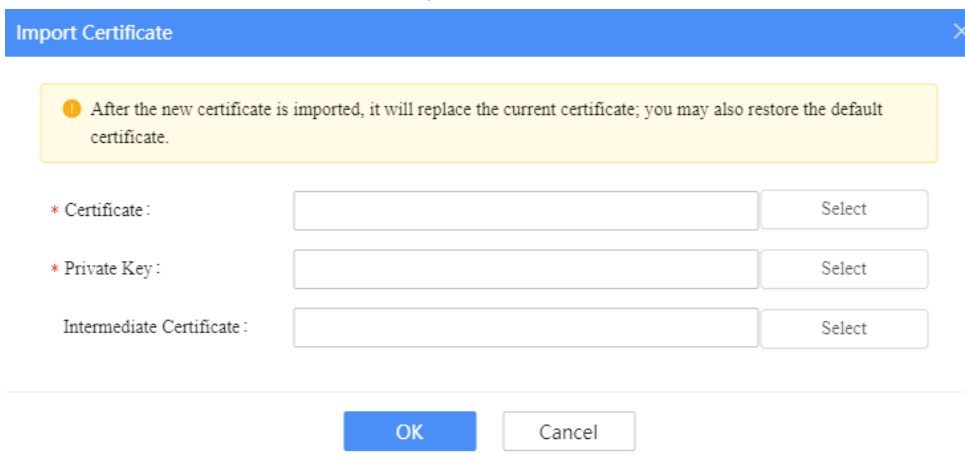 Import Certificate
After the new certificate is imported, it will replace the current certificate; you may also restore the default
certificate.
* Certificate:
Select
* Private Key:
Select
Intermediate Certificate:
Select
OK
Cancel